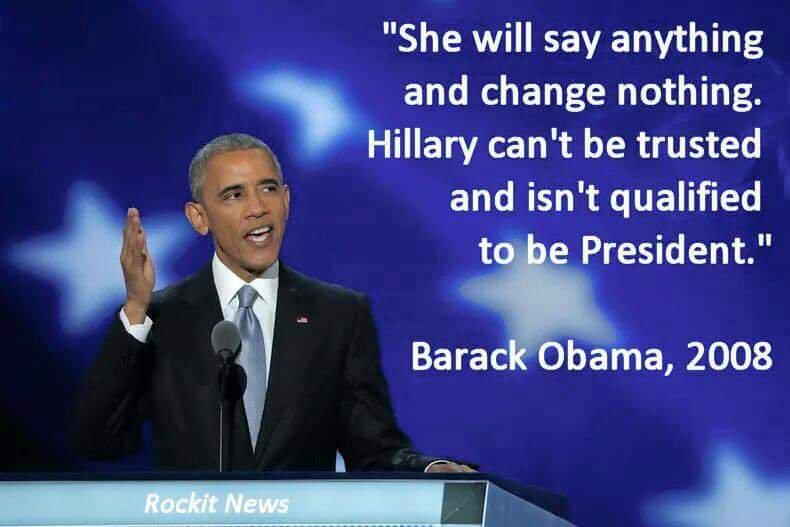 "She will say anything
and change nothing.
Hillary can't be trusted
and isn't qualified
to be President."
Barack Obama, 2008
Rockit News